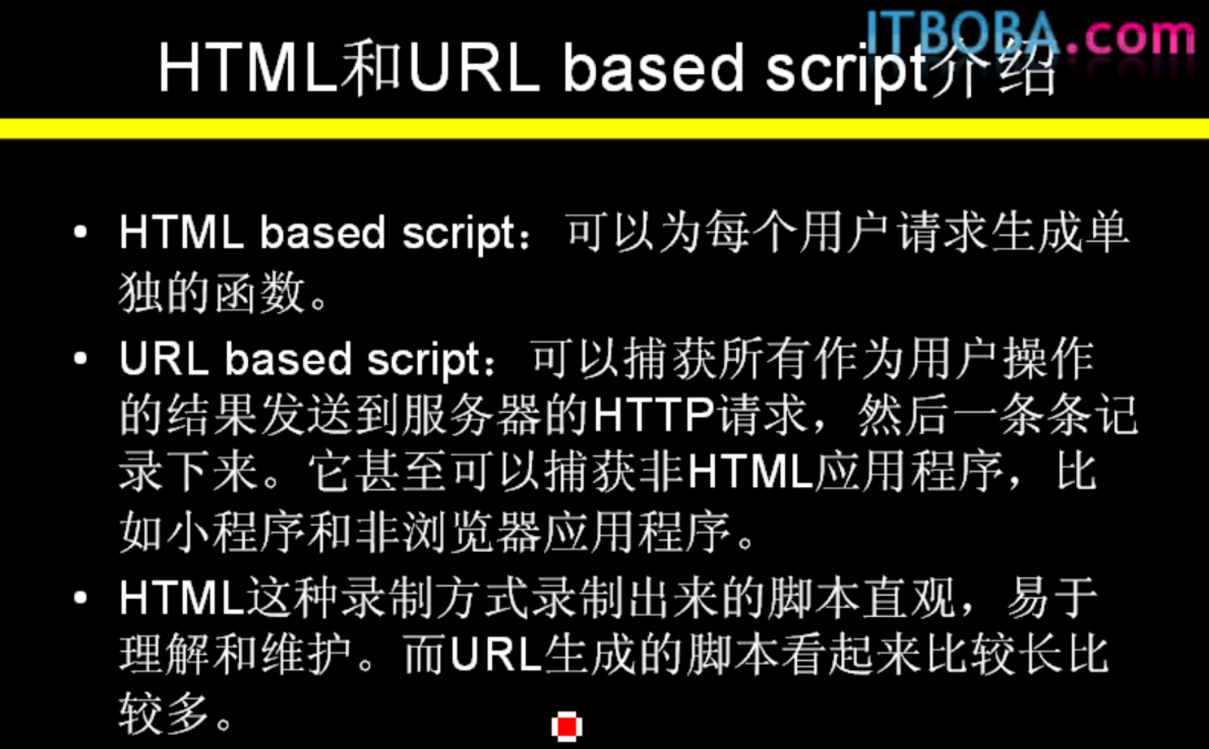 ITBOBA.com
HTML和URL based script介绍
• HTML based script：可以为每个用户请求生成单
独的函数。
• URL based script：可以捕获所有作为用户操作
的结果发送到服务器的HTTP请求，然后一条条记
录下来。它甚至可以捕获非HTML应用程序，比
如小程序和非浏览器应用程序。
• HTML这种录制方式录制出来的脚本直观，易于
理解和维护。而URL生成的脚本看起来比较长比
较多。